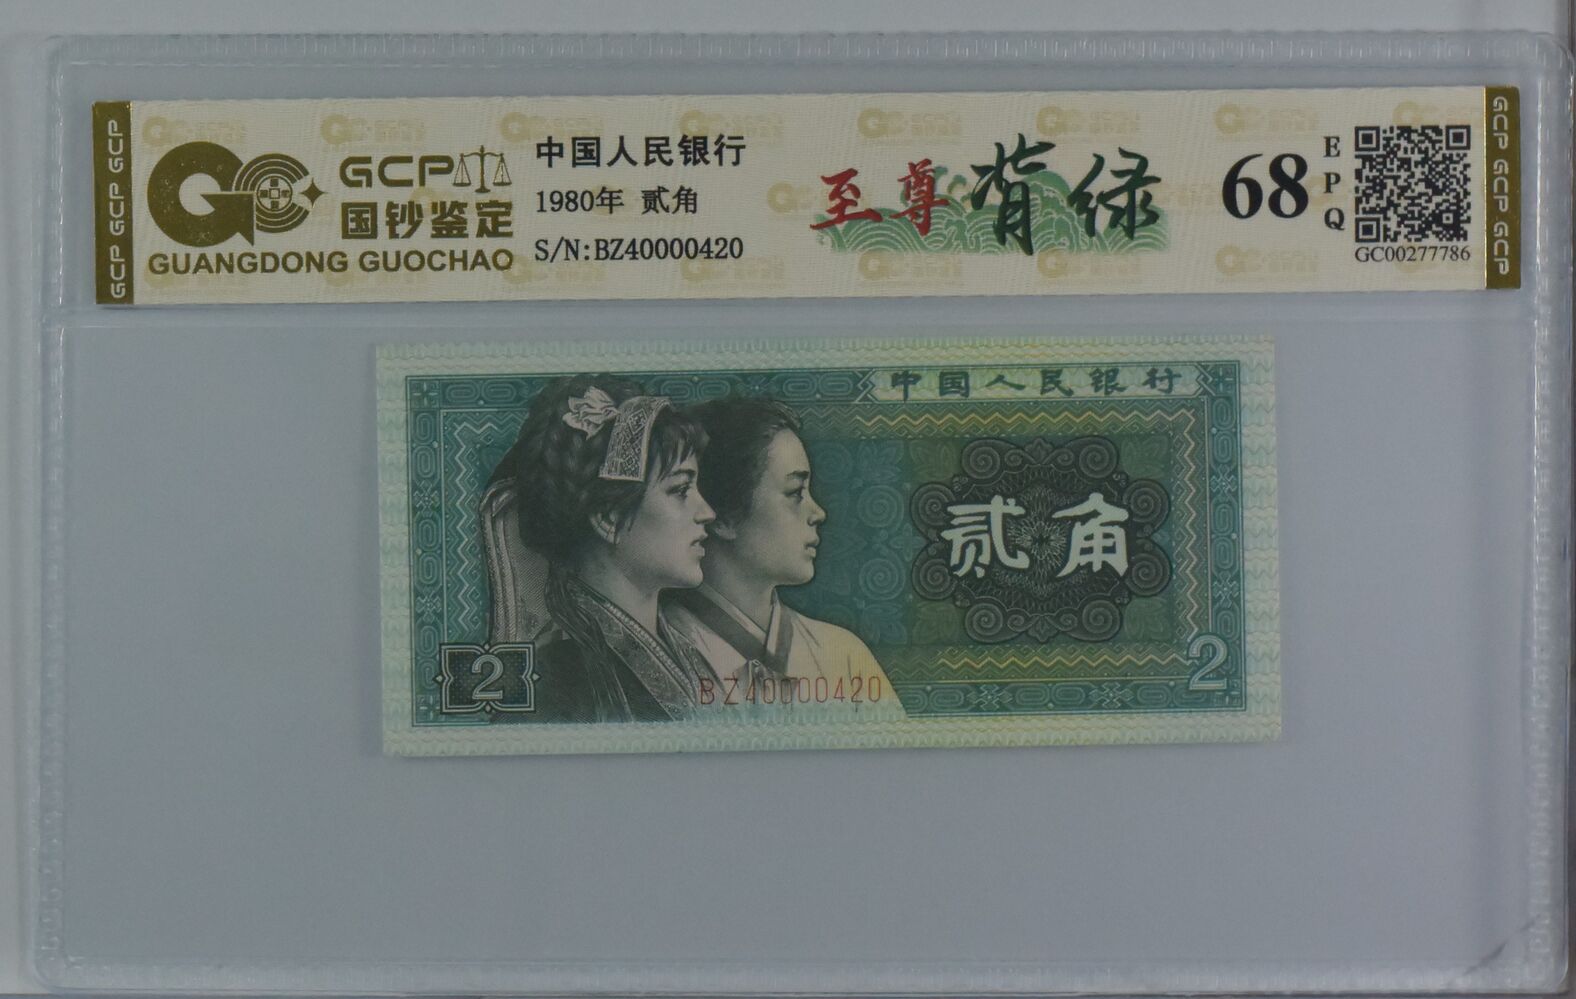 GCP
国钞鉴定
GUANGDONG GUOCHAO
中国人民银行
1980年 贰角
S/N:BZ40000420
至尊背绿
68
EPQ
GC00277786
GCP GCP GCP
GCP GCP GCP
中国人民银行
贰角
2
BZ40000420
2